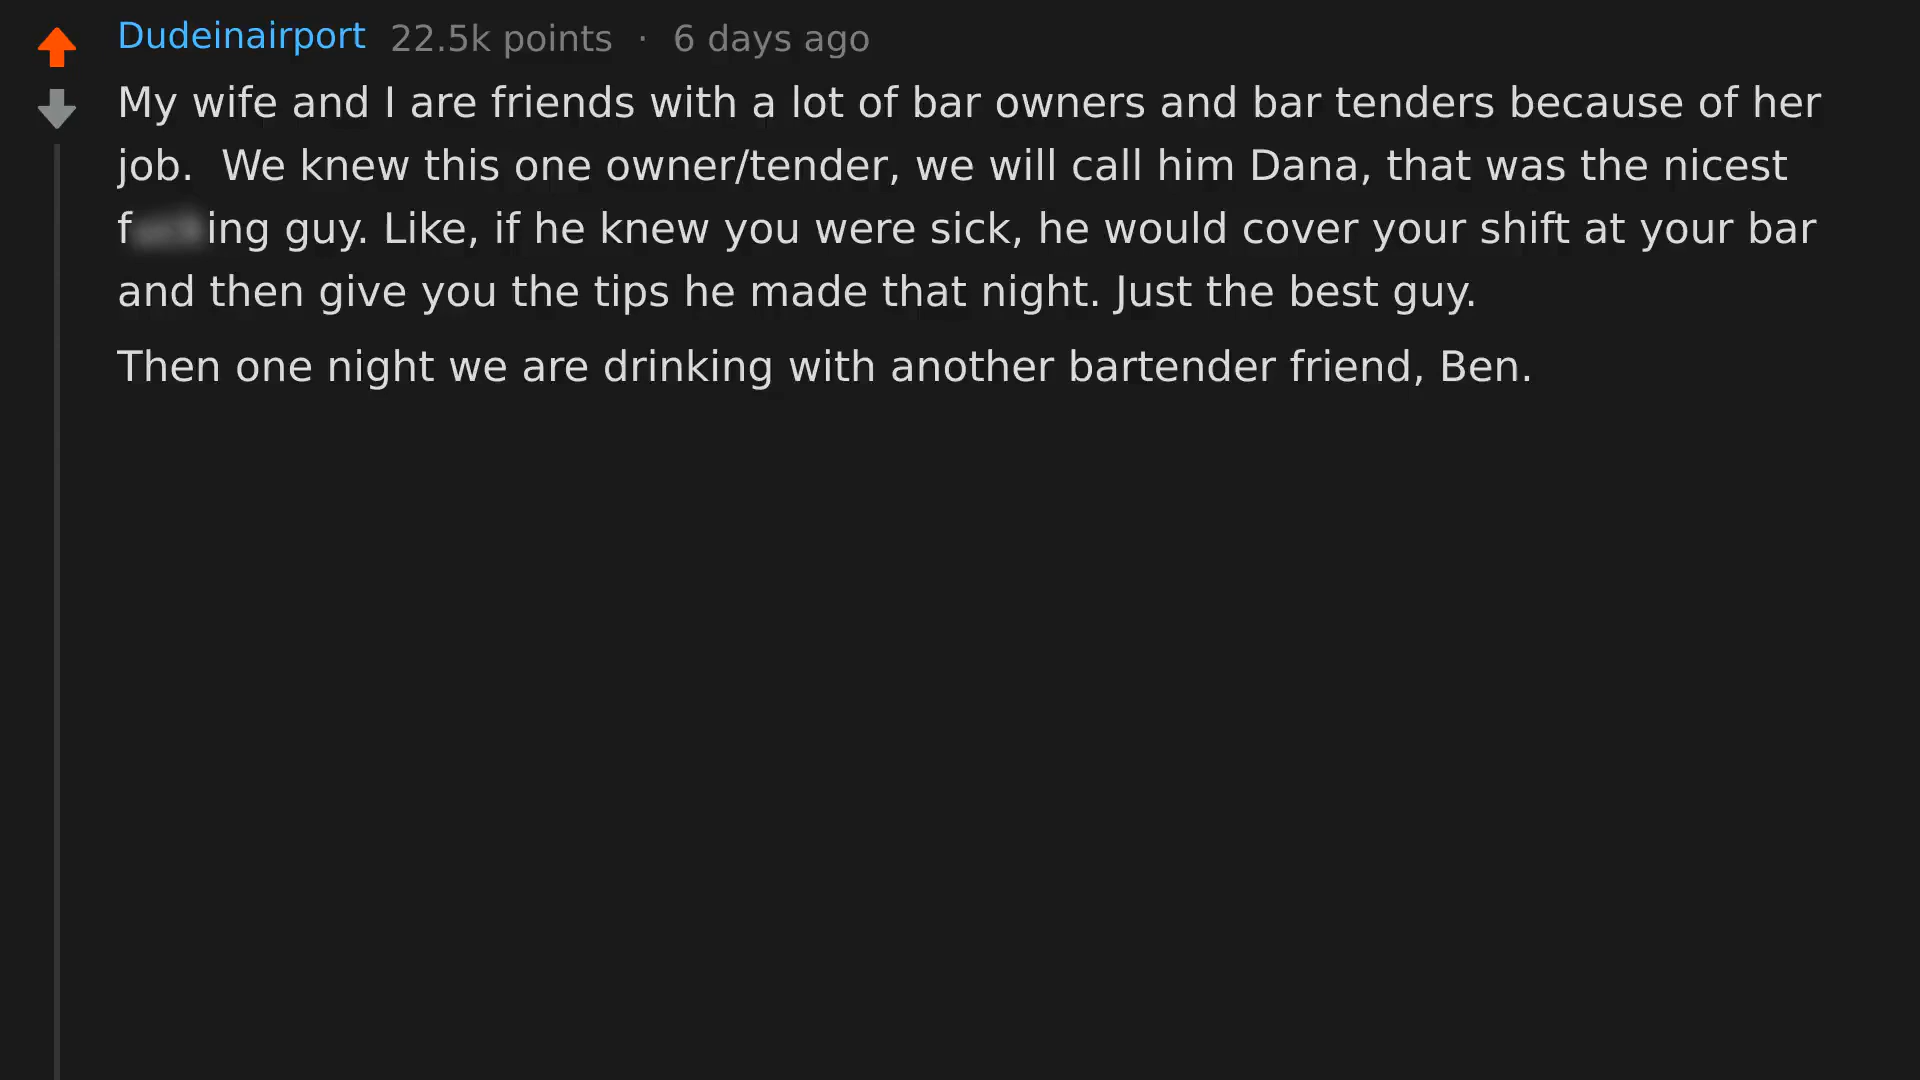 Dudeinairport 22.5k points · 6 days ago
My wife and I are friends with a lot of bar owners and bar tenders because of her
job.  We knew this one owner/tender, we will call him Dana, that was the nicest
guy. Like, if he knew you were sick, he would cover your shift at your bar
and then give you the tips he made that night. Just the best guy.
Then one night we are drinking with another bartender friend, Ben.